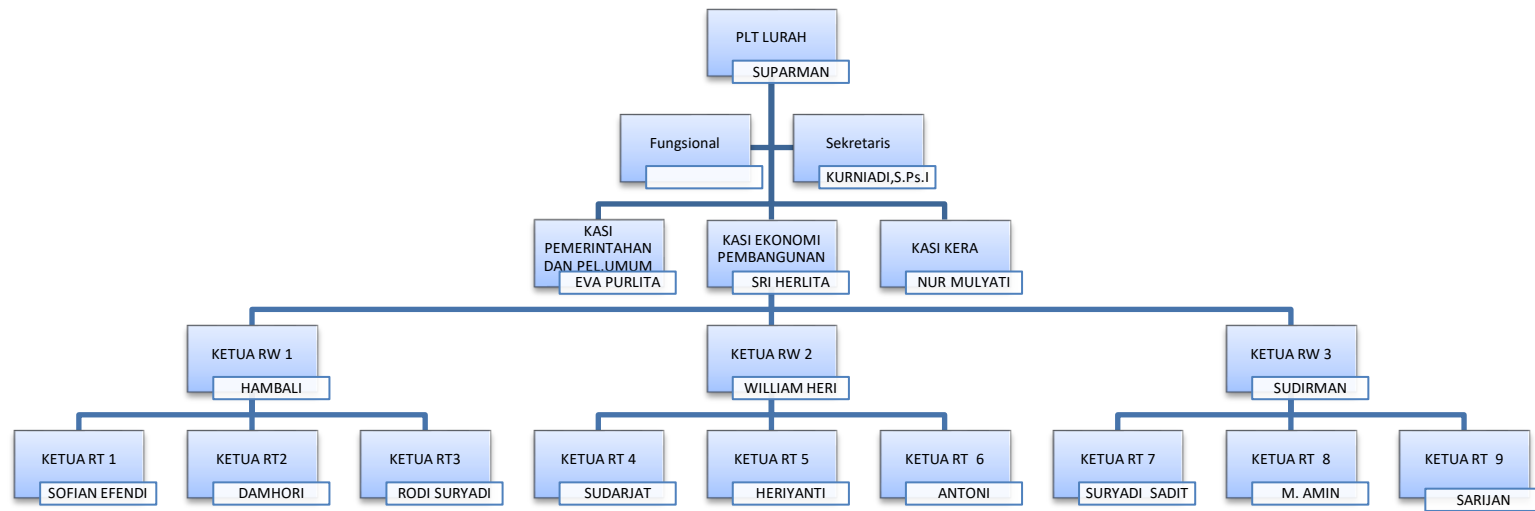 PLT LURAH
SUPARMAN
Fungsional
Sekretaris
KURNIADI,S.Ps.I
KASI
PEMERINTAHAN
DAN PEL.UMUM
EVA PURLITA
KASI EKONOMI
PEMBANGUNAN
SRI HERLITA
KASI KERA
NUR MULYATI
KETUA RW 1
HAMBALI
KETUA RW 2
WILLIAM HERI
KETUA RW 3
SUDIRMAN
KETUA RT 1
SOFIAN EFENDI
KETUA RT2
DAMHORI
KETUA RT3
RODI SURYADI
KETUA RT 4
SUDARJAT
KETUA RT 5
HERIYANTI
KETUA RT  6
ANTONI
KETUA RT 7
SURYADI  SADIT
KETUA RT  8
M. AMIN
KETUA RT  9
SARIJAN